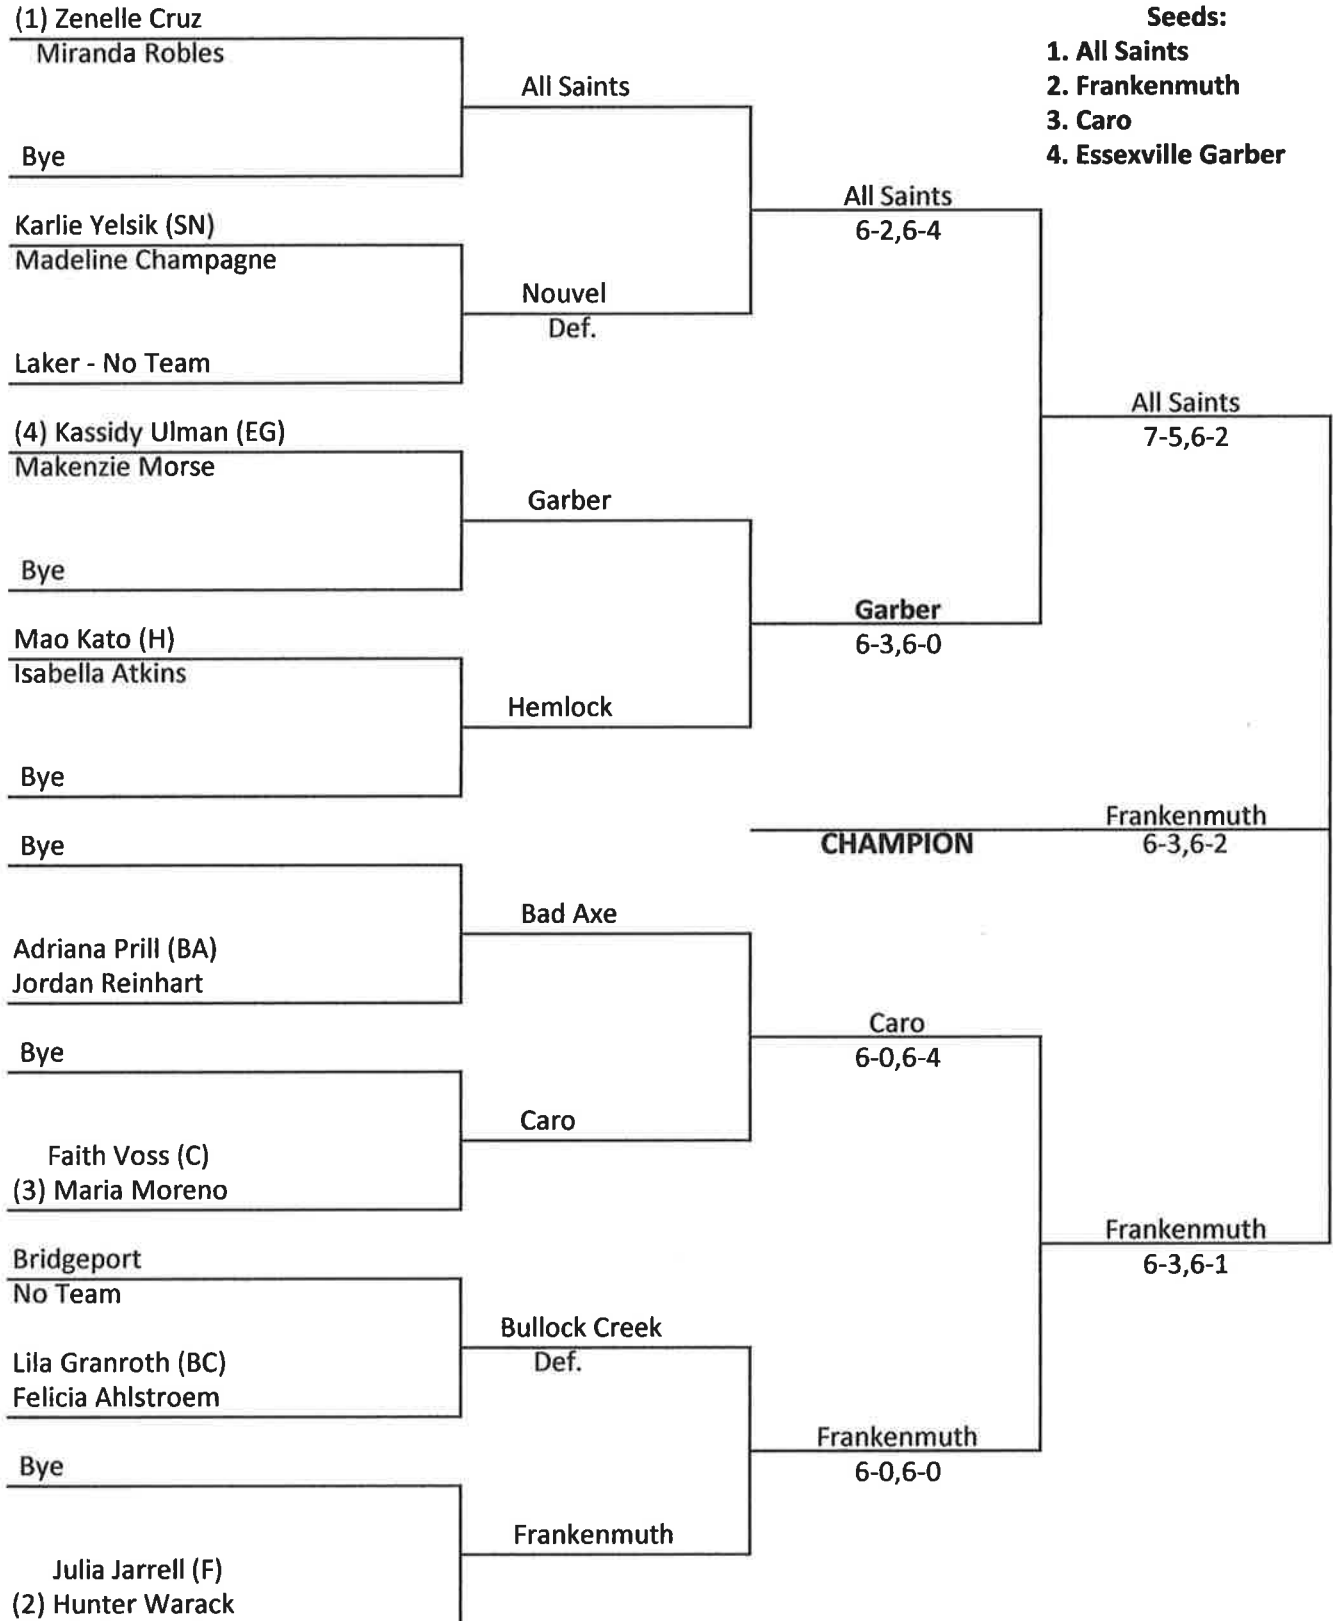 (1) Zenelle Cruz
Miranda Robles
Bye
Karlie Yelsik (SN)
Madeline Champagne
Laker - No Team
(4) Kassidy Ulman (EG)
Makenzie Morse
Bye
Mao Kato (H)
Isabella Atkins
Bye
Bye
Adriana Prill (BA)
Jordan Reinhart
Bye
Faith Voss (C)
(3) Maria Moreno
Bridgeport
No Team
Lila Granroth (BC)
Felicia Ahlstroem
Bye
Julia Jarrell (F)
(2) Hunter Warack
All Saints
Nouvel
Def.
Garber
Hemlock
Bad Axe
Caro
Bullock Creek
Def.
Frankenmuth
All Saints
6-2,6-4
Garber
6-3,6-0
Caro
6-0,6-4
Frankenmuth
6-0,6-0
All Saints
7-5,6-2
Frankenmuth
6-3,6-1
CHAMPION
Frankenmuth
6-3,6-2
Seeds:
1. All Saints
2. Frankenmuth
3. Caro
4. Essexville Garber